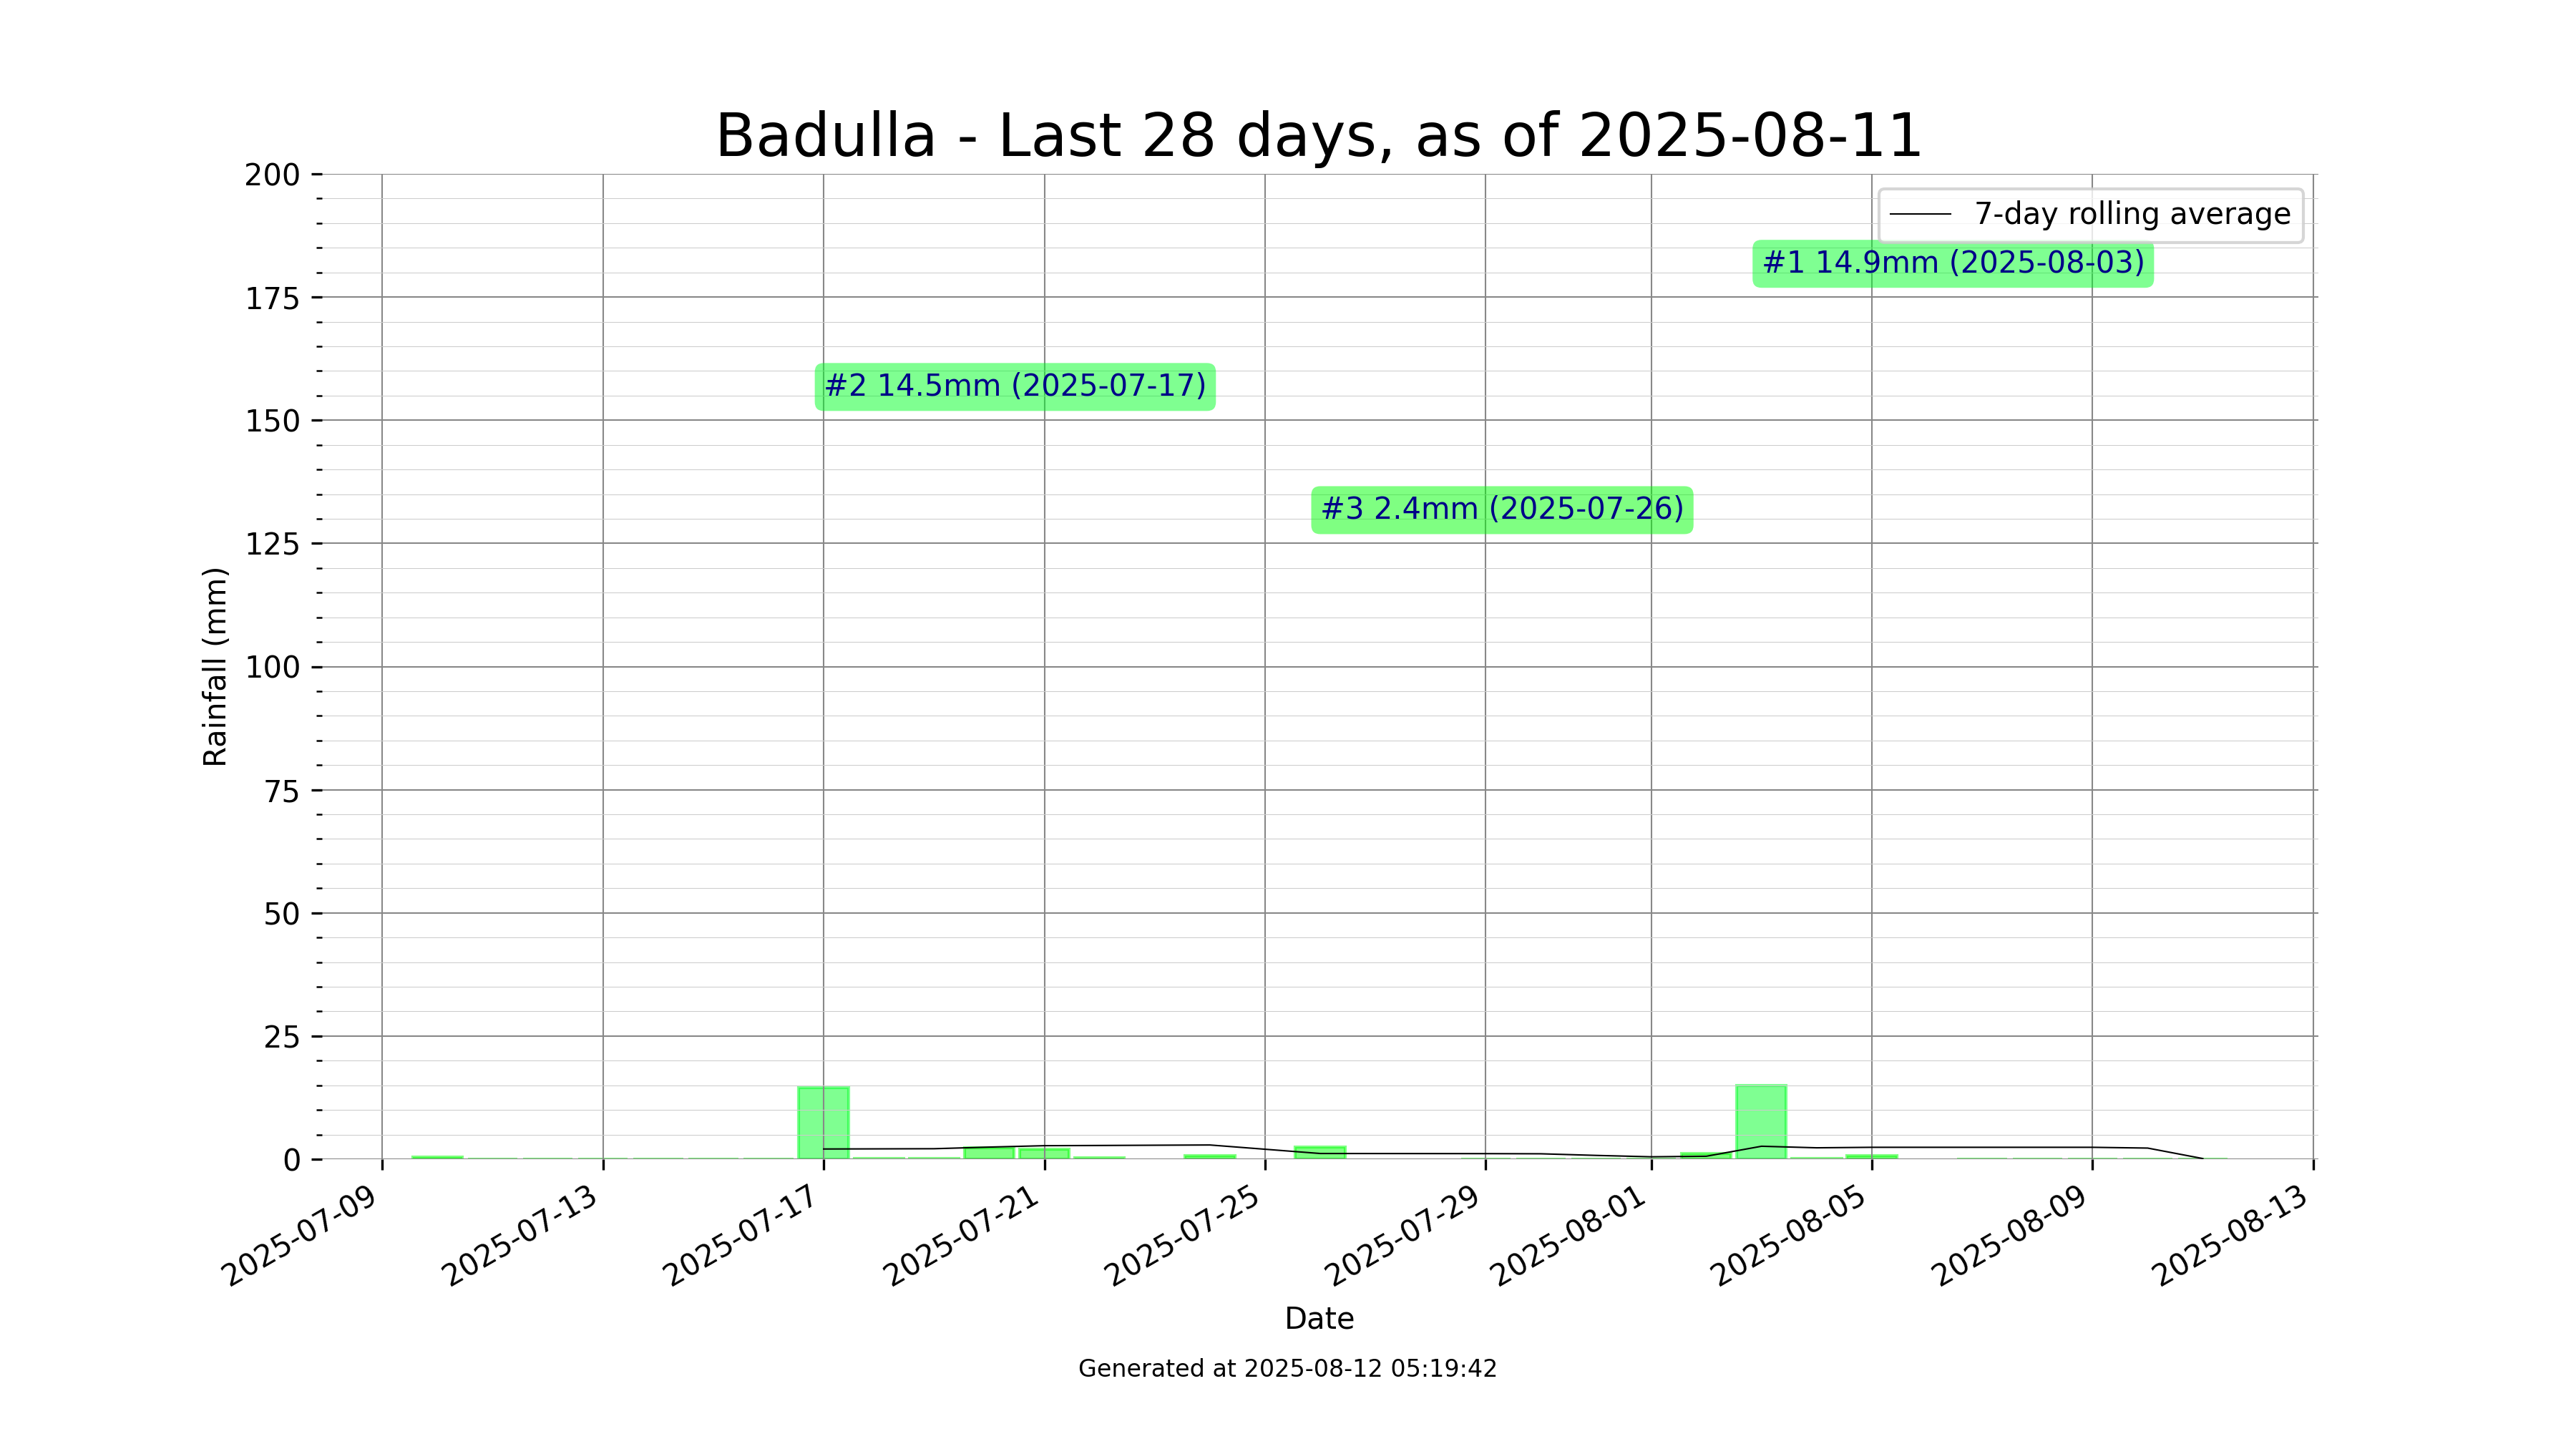 Badulla - Last 28 days, as of 2025-08-11
7-day rolling average
#1 14.9mm (2025-08-03)
#2 14.5mm (2025-07-17)
#3 2.4mm (2025-07-26)
Rainfall (mm)
200
175
150
125
100
75
50
25
0
2025-07-09
2025-07-13
2025-07-17
2025-07-21
2025-07-25
2025-07-29
2025-08-01
2025-08-05
2025-08-09
2025-08-13
Date
Generated at 2025-08-12 05:19:42